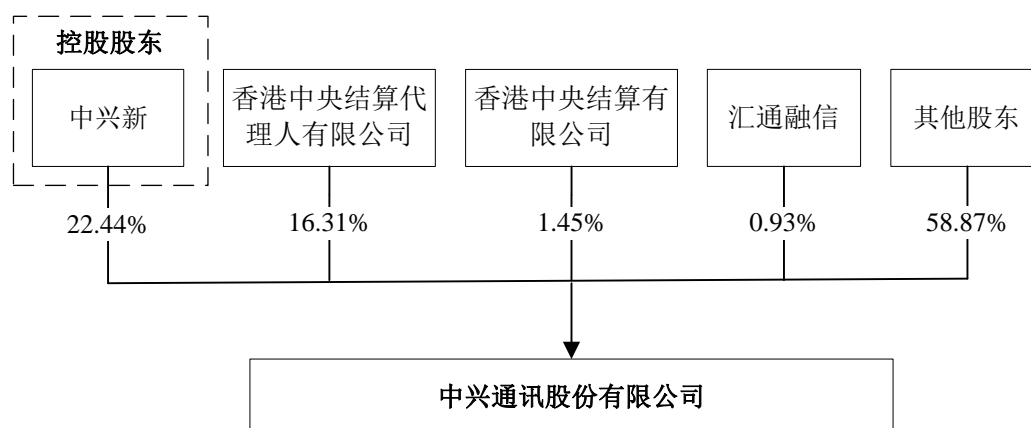 控股股东
中兴新
香港中央结算代
理人有限公司
香港中央结算有
限公司
汇通融信
其他股东
22.44%
16.31%
1.45%
0.93%
58.87%
中兴通讯股份有限公司